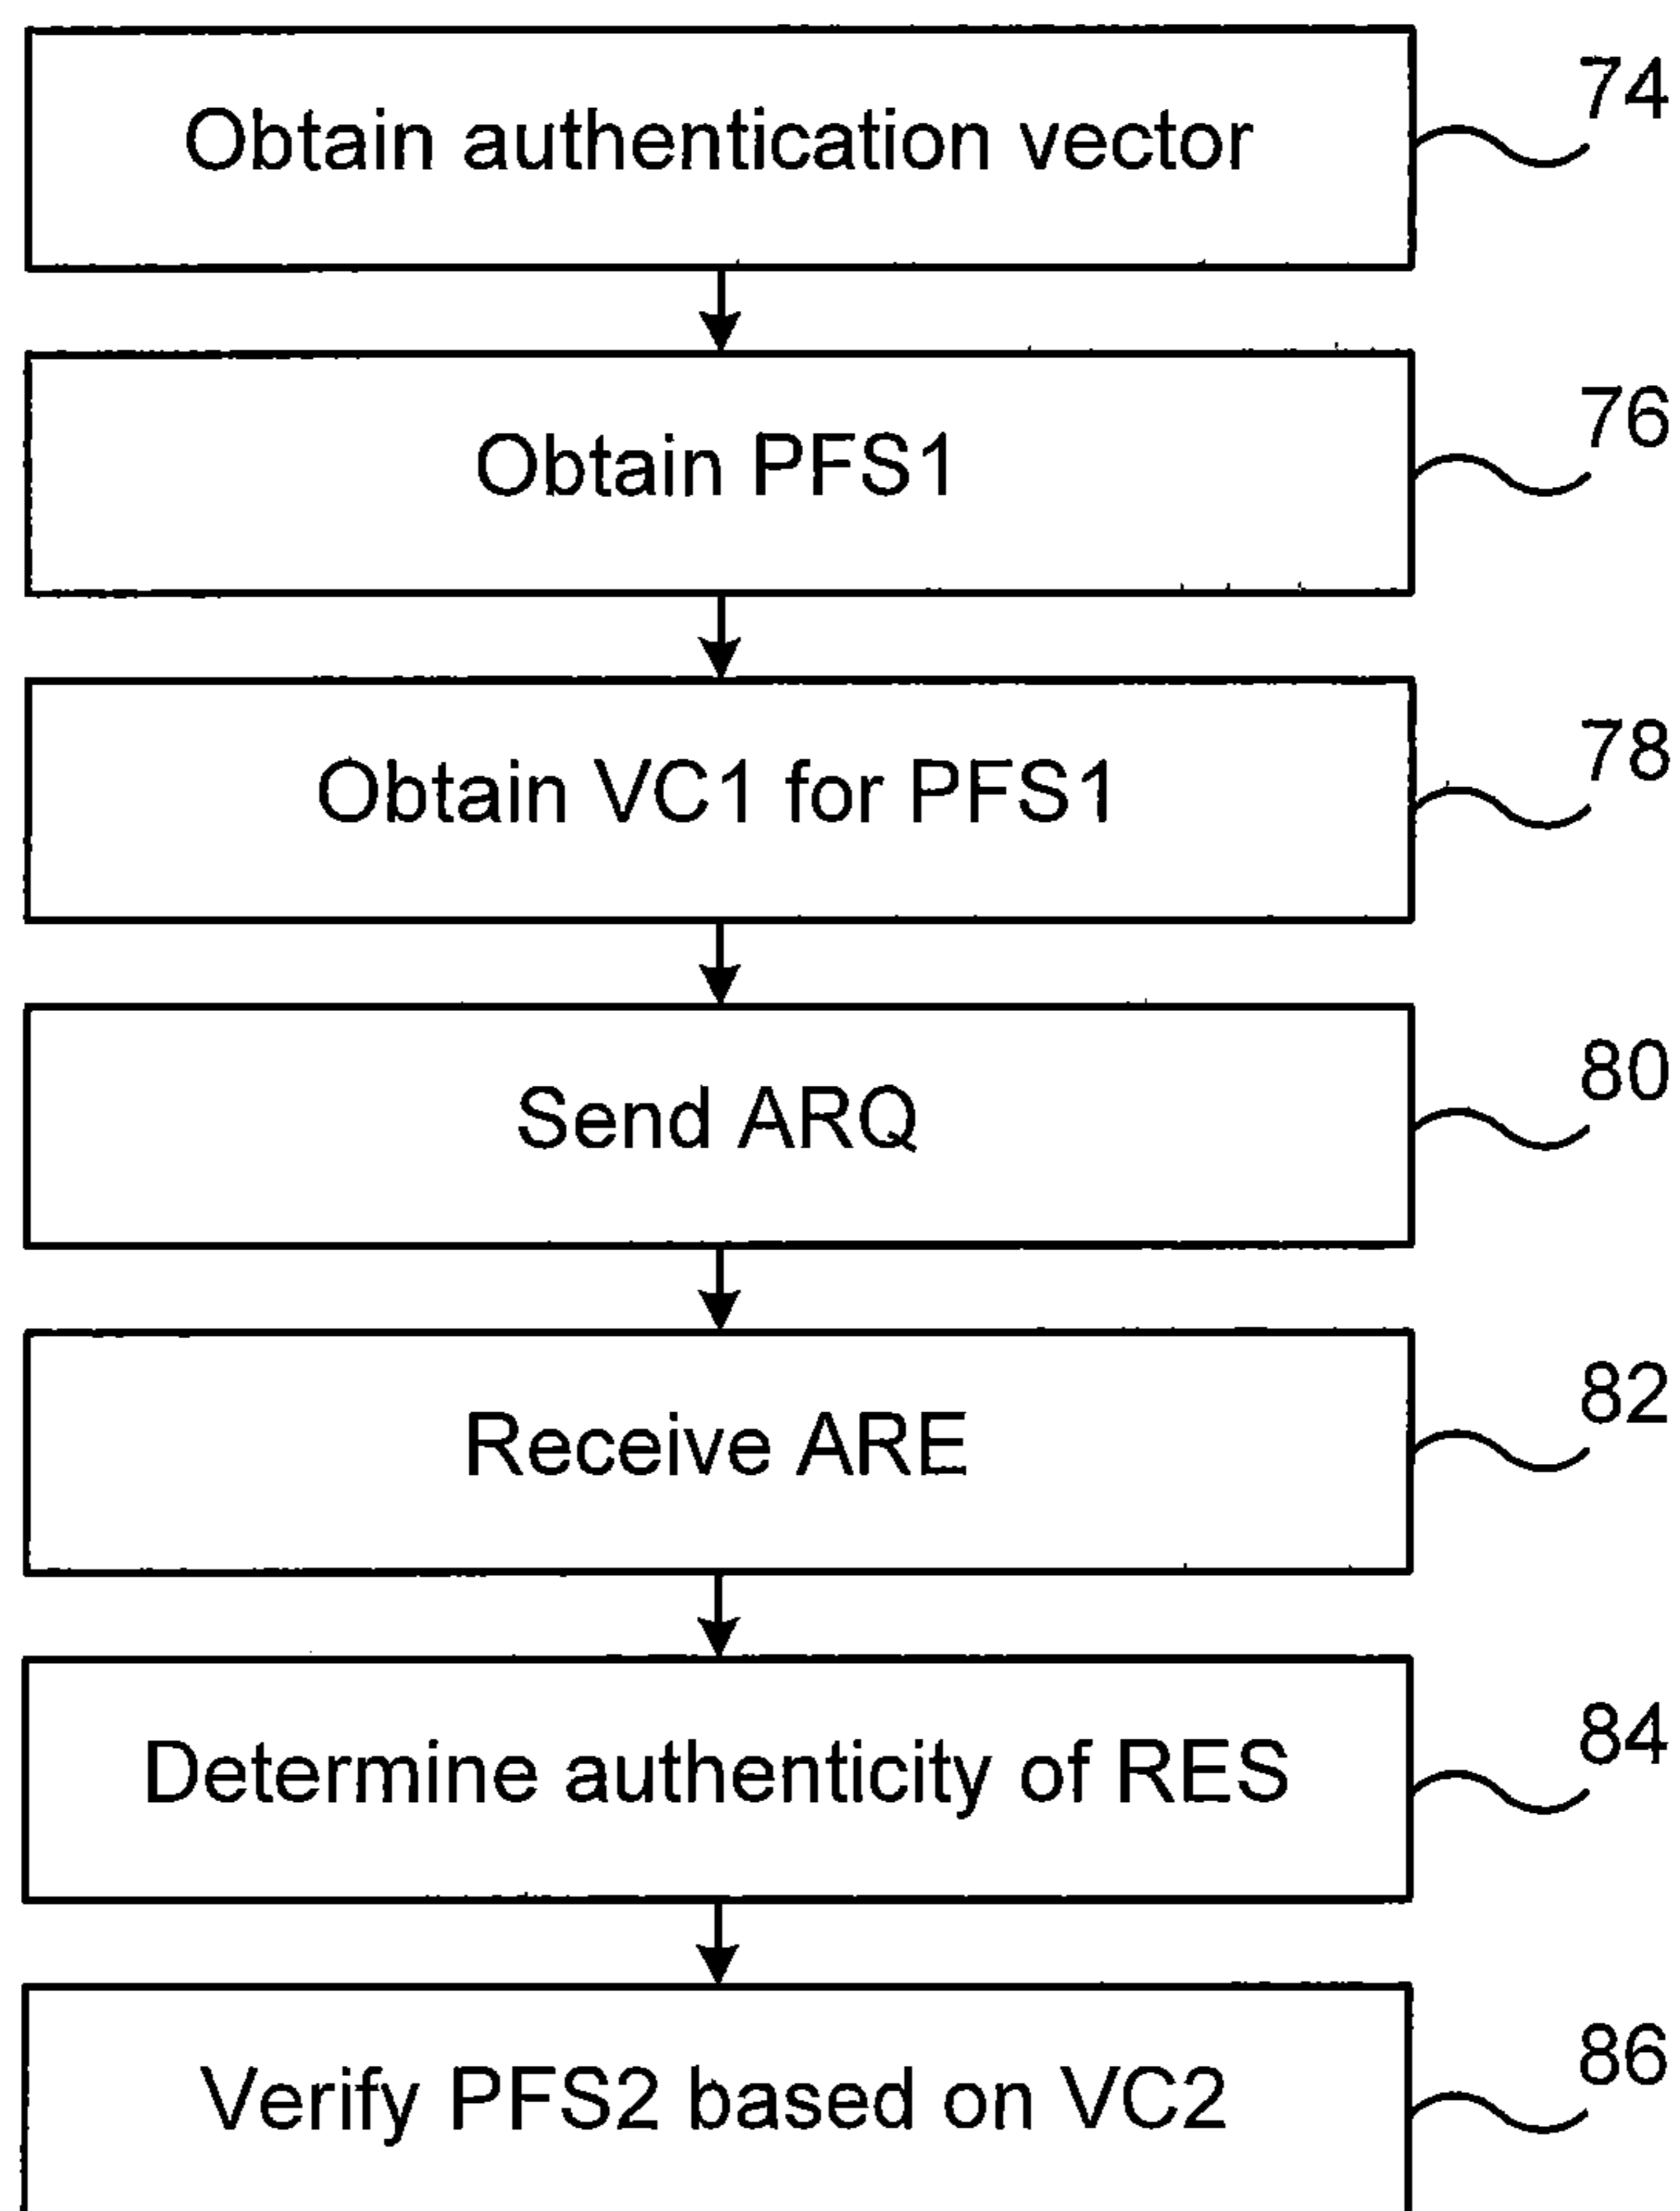 Obtain authentication vector
74
Obtain PFS1
76
Obtain VC1 for PFS1
78
Send ARQ
80
Receive ARE
82
Determine authenticity of RES
84
Verify PFS2 based on VC2
86